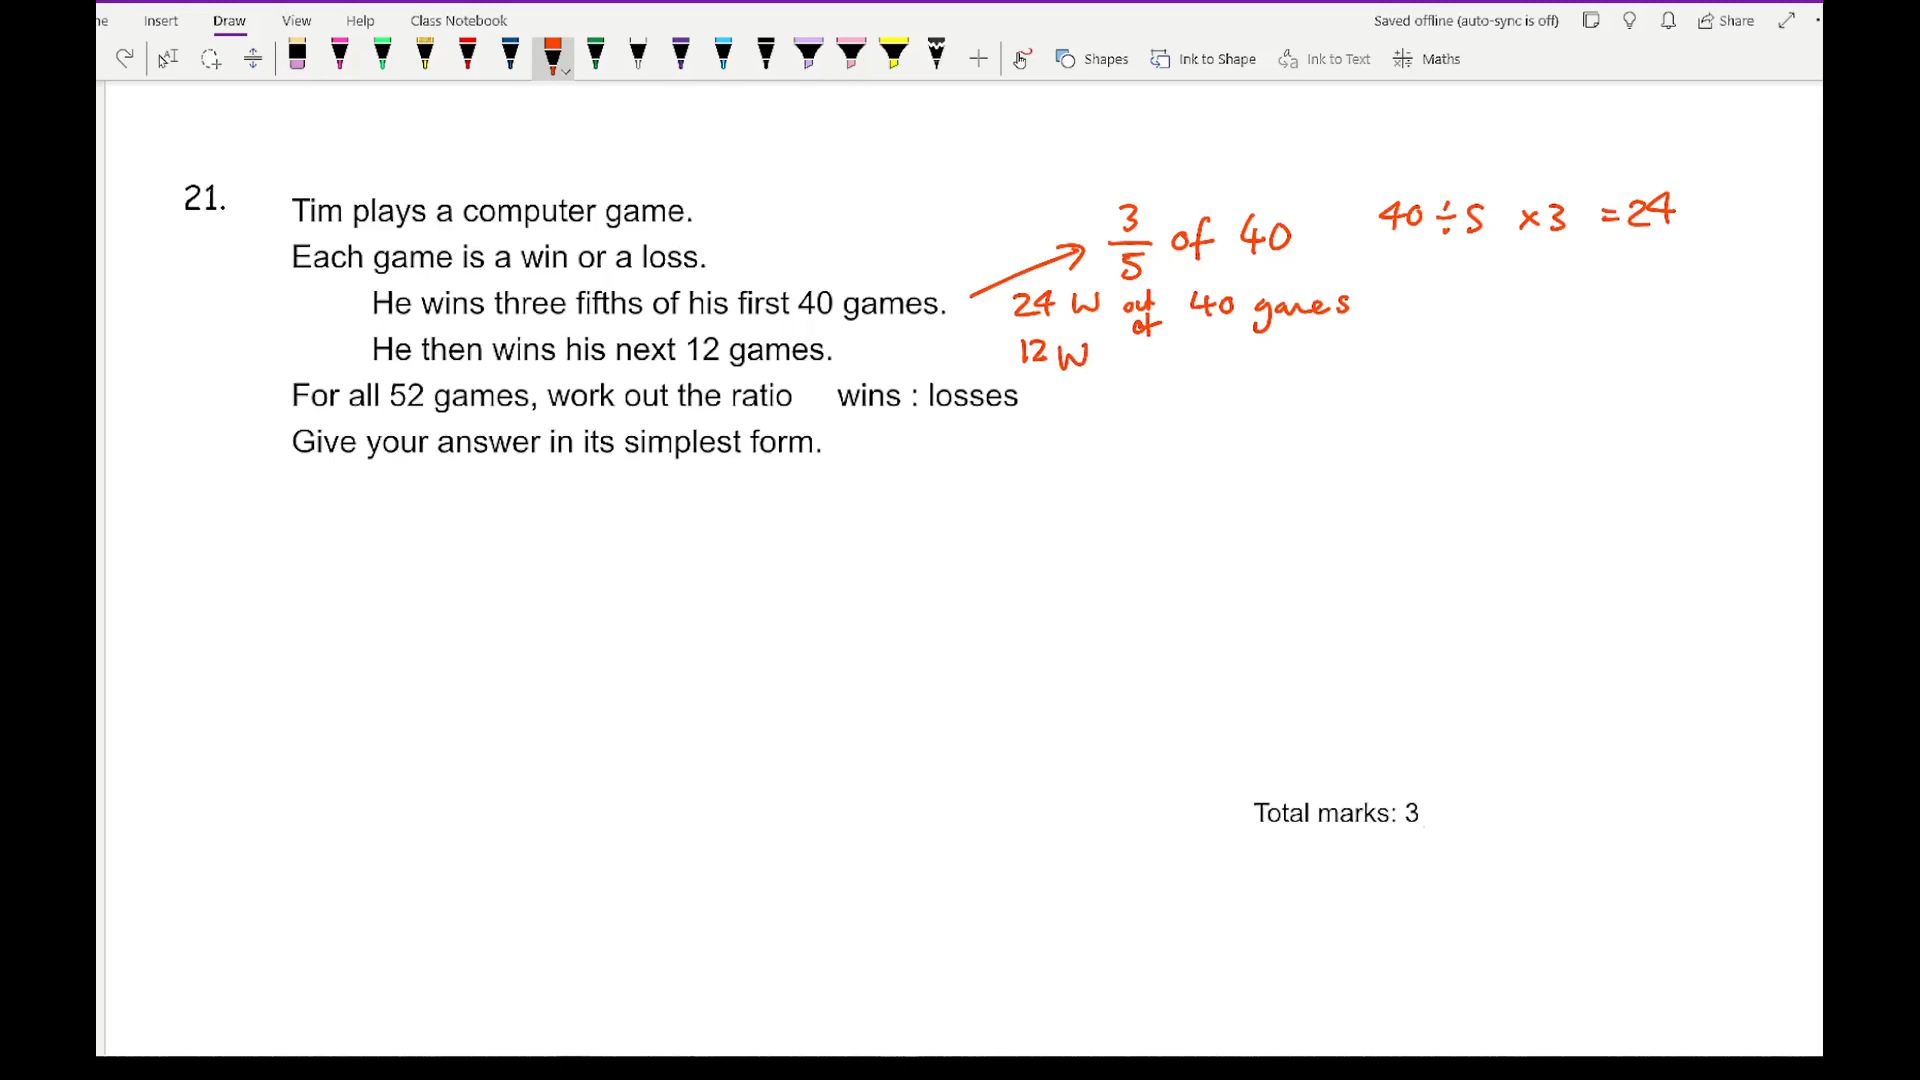 Insert Draw View Help Class Notebook Saved offline (auto-sync is off) Share
Shapes Ink to Shape Ink to Text Maths
21.
Tim plays a computer game.
Each game is a win or a loss.
He wins three fifths of his first 40 games.
He then wins his next 12 games.
For all 52 games, work out the ratio wins : losses
Give your answer in its simplest form.
3/5 of 40 40 ÷ 5 × 3 = 24
24 W out of 40 games
12 W
Total marks: 3